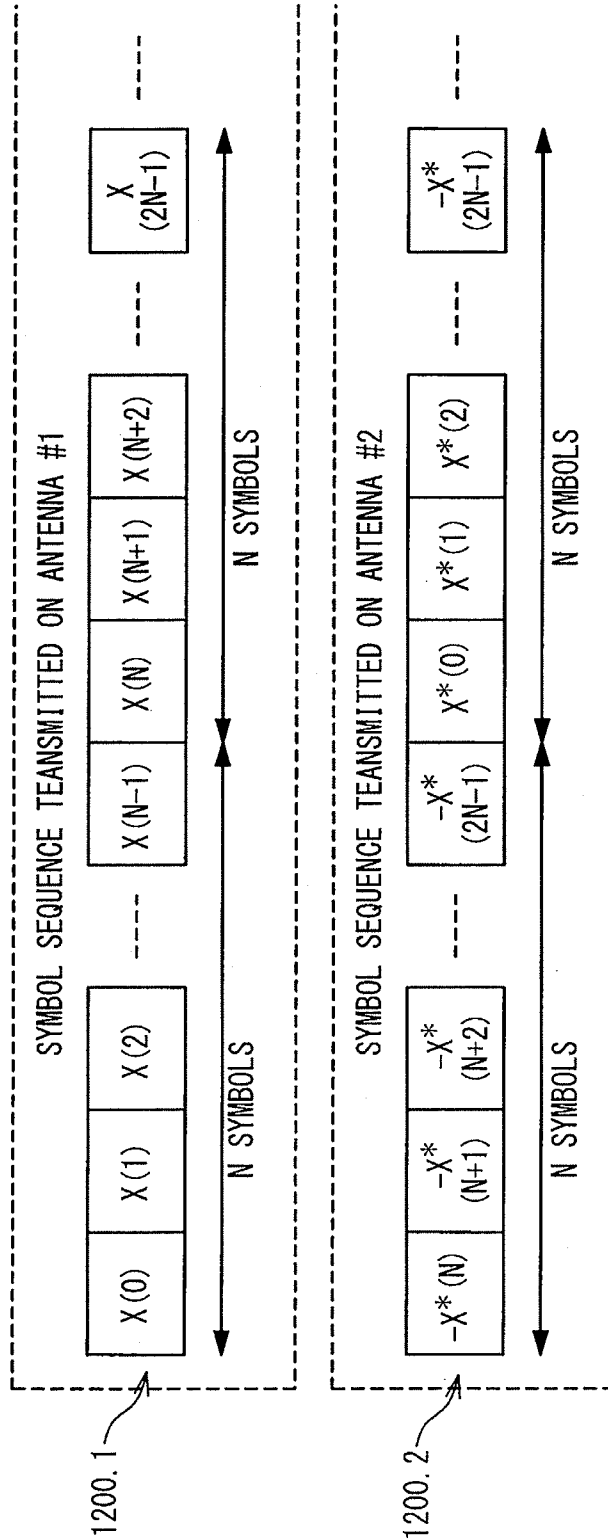 SYMBOL SEQUENCE TEANSMITTED ON ANTENNA #1
1200.1
X(0) X(1) X(2) ---- X(N-1) X(N) X(N+1) X(N+2) ---- X
(2N-1) ----
N SYMBOLS N SYMBOLS
SYMBOL SEQUENCE TEANSMITTED ON ANTENNA #2
1200.2
-X*(N) -X*
(N+1) -X*
(N+2) ---- -X*
(2N-1) X*(0) X*(1) X*(2) ---- -X*
(2N-1) ----
N SYMBOLS N SYMBOLS